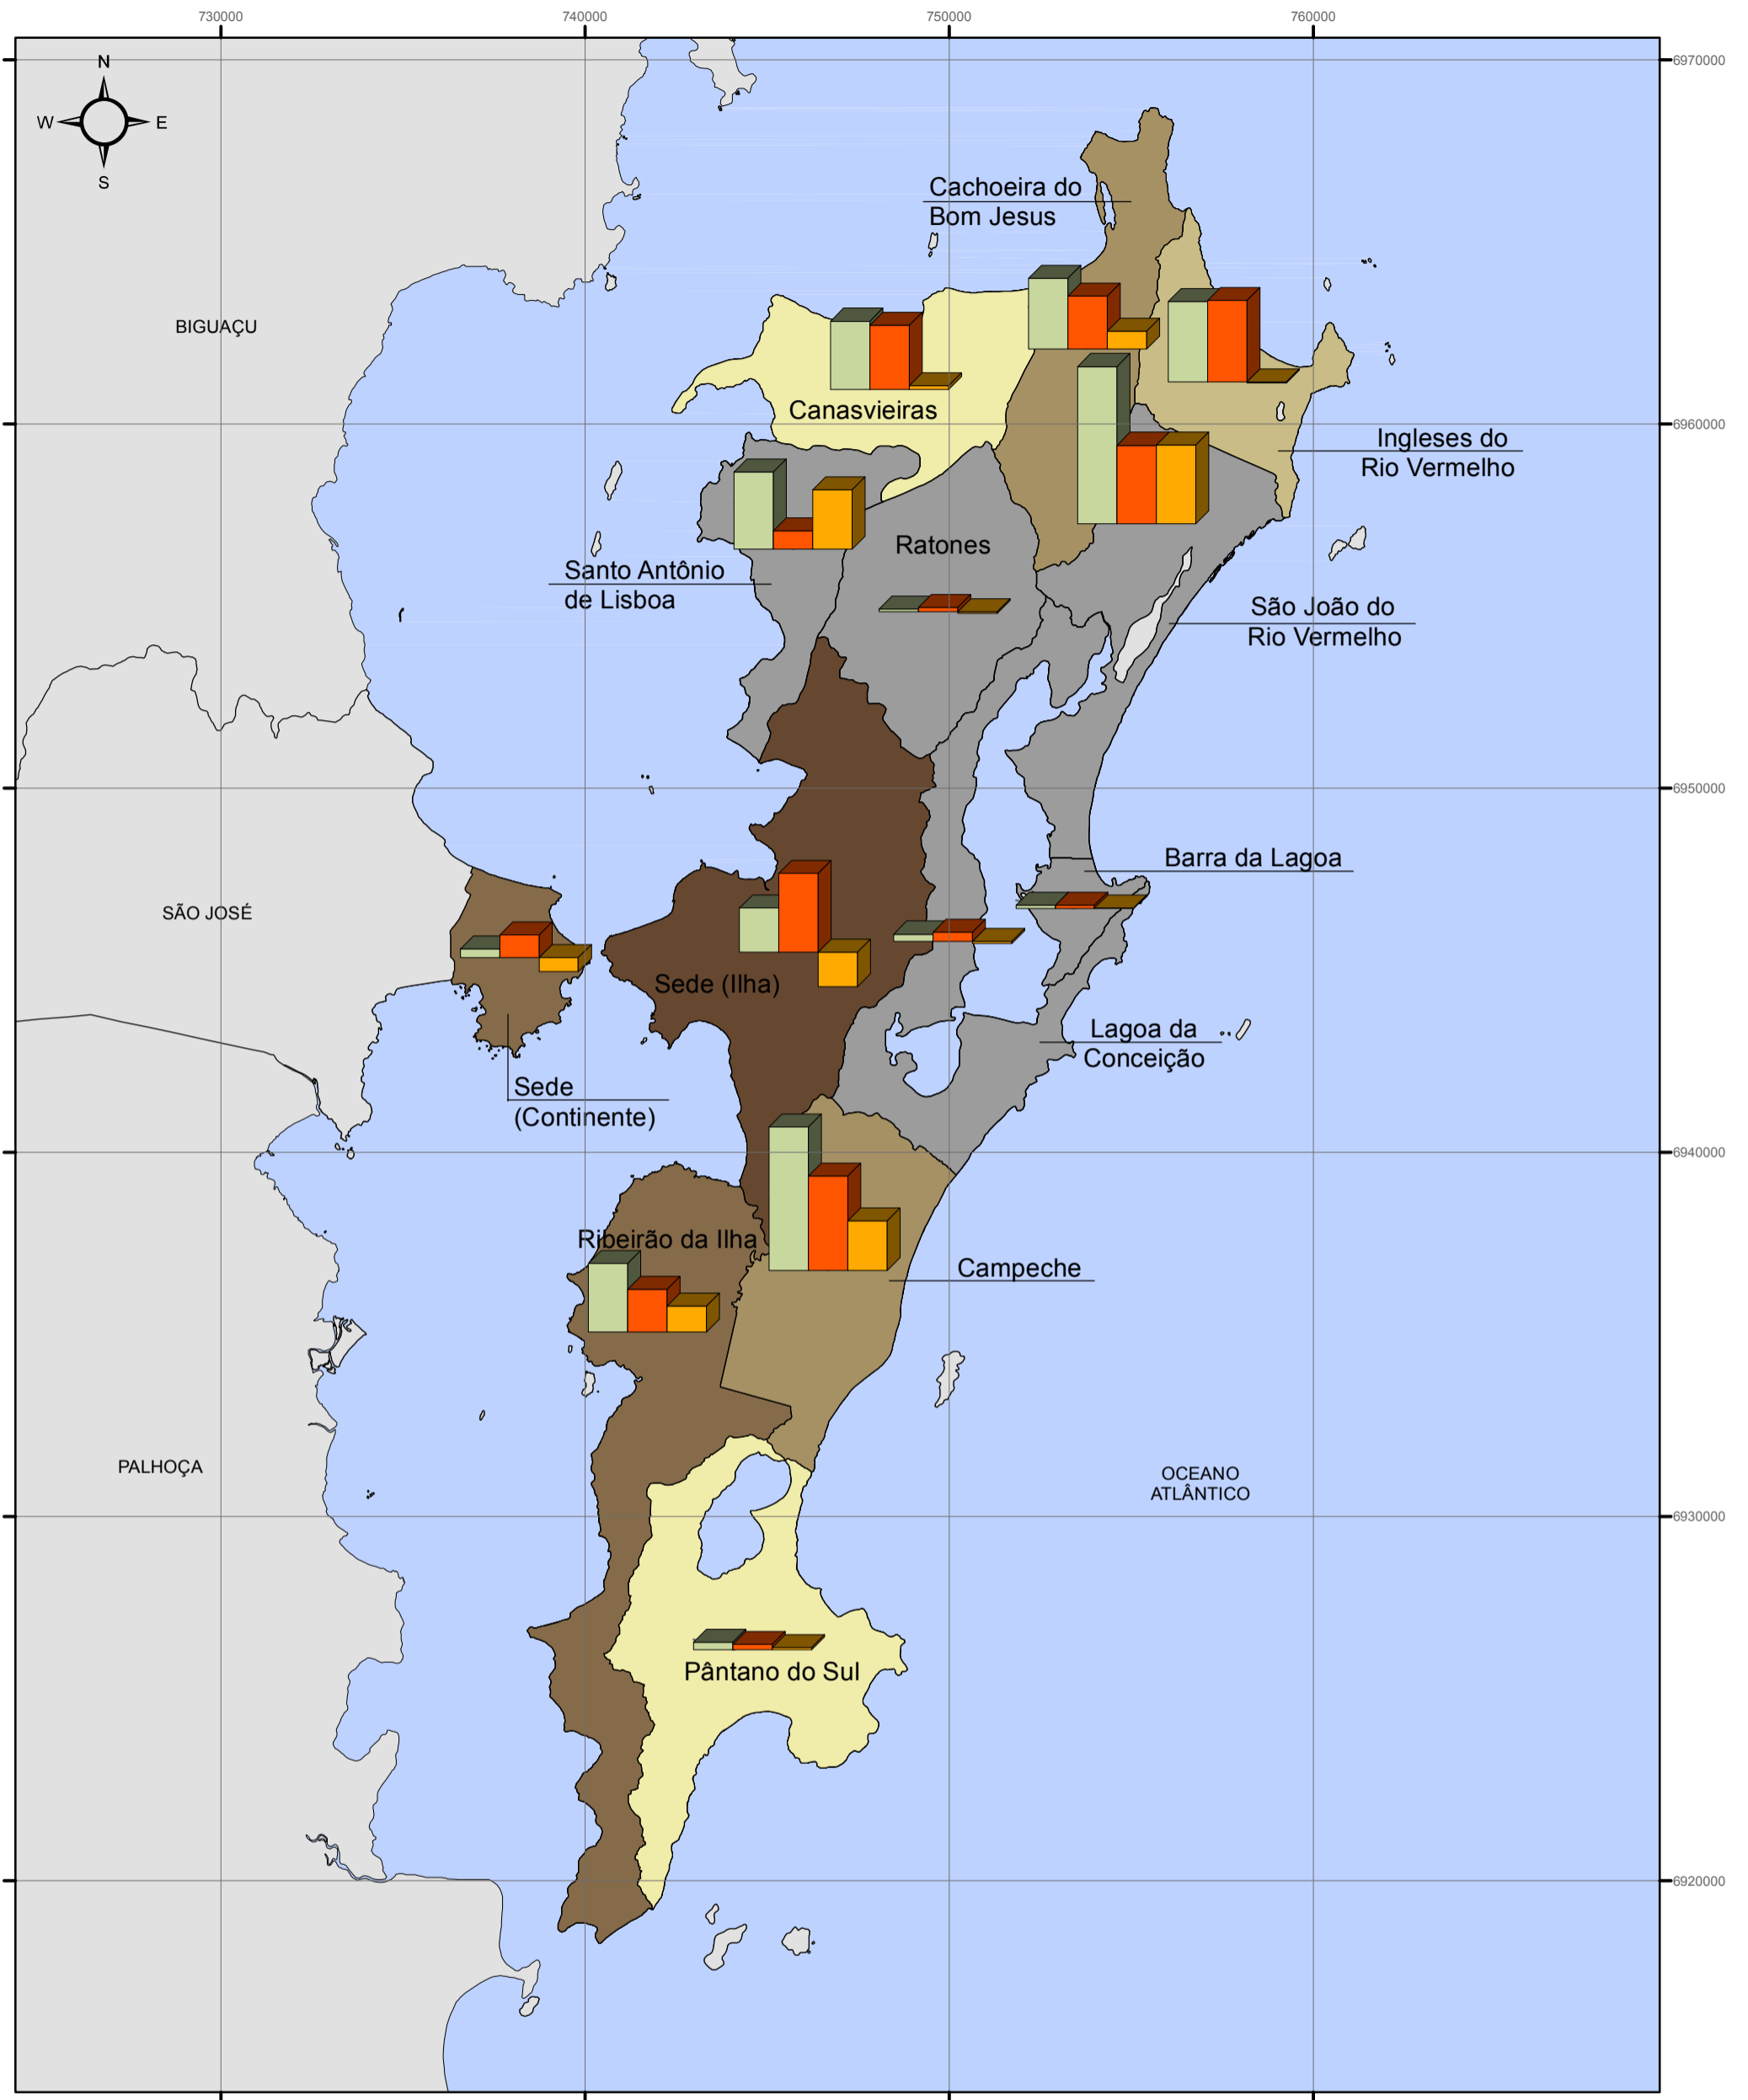 730000
740000
750000
760000
6970000
N
W
E
S
Cachoeira do
Bom Jesus
BIGUAÇU
Canasvieiras
6960000
Ingleses do
Rio Vermelho
Ratones
Santo Antônio
de Lisboa
São João do
Rio Vermelho
6950000
Barra da Lagoa
SÃO JOSÉ
Sede (Ilha)
Lagoa da
Conceição
Sede
(Continente)
6940000
Ribeirão da Ilha
Campeche
PALHOÇA
OCEANO
ATLÂNTICO
6930000
Pântano do Sul
6920000